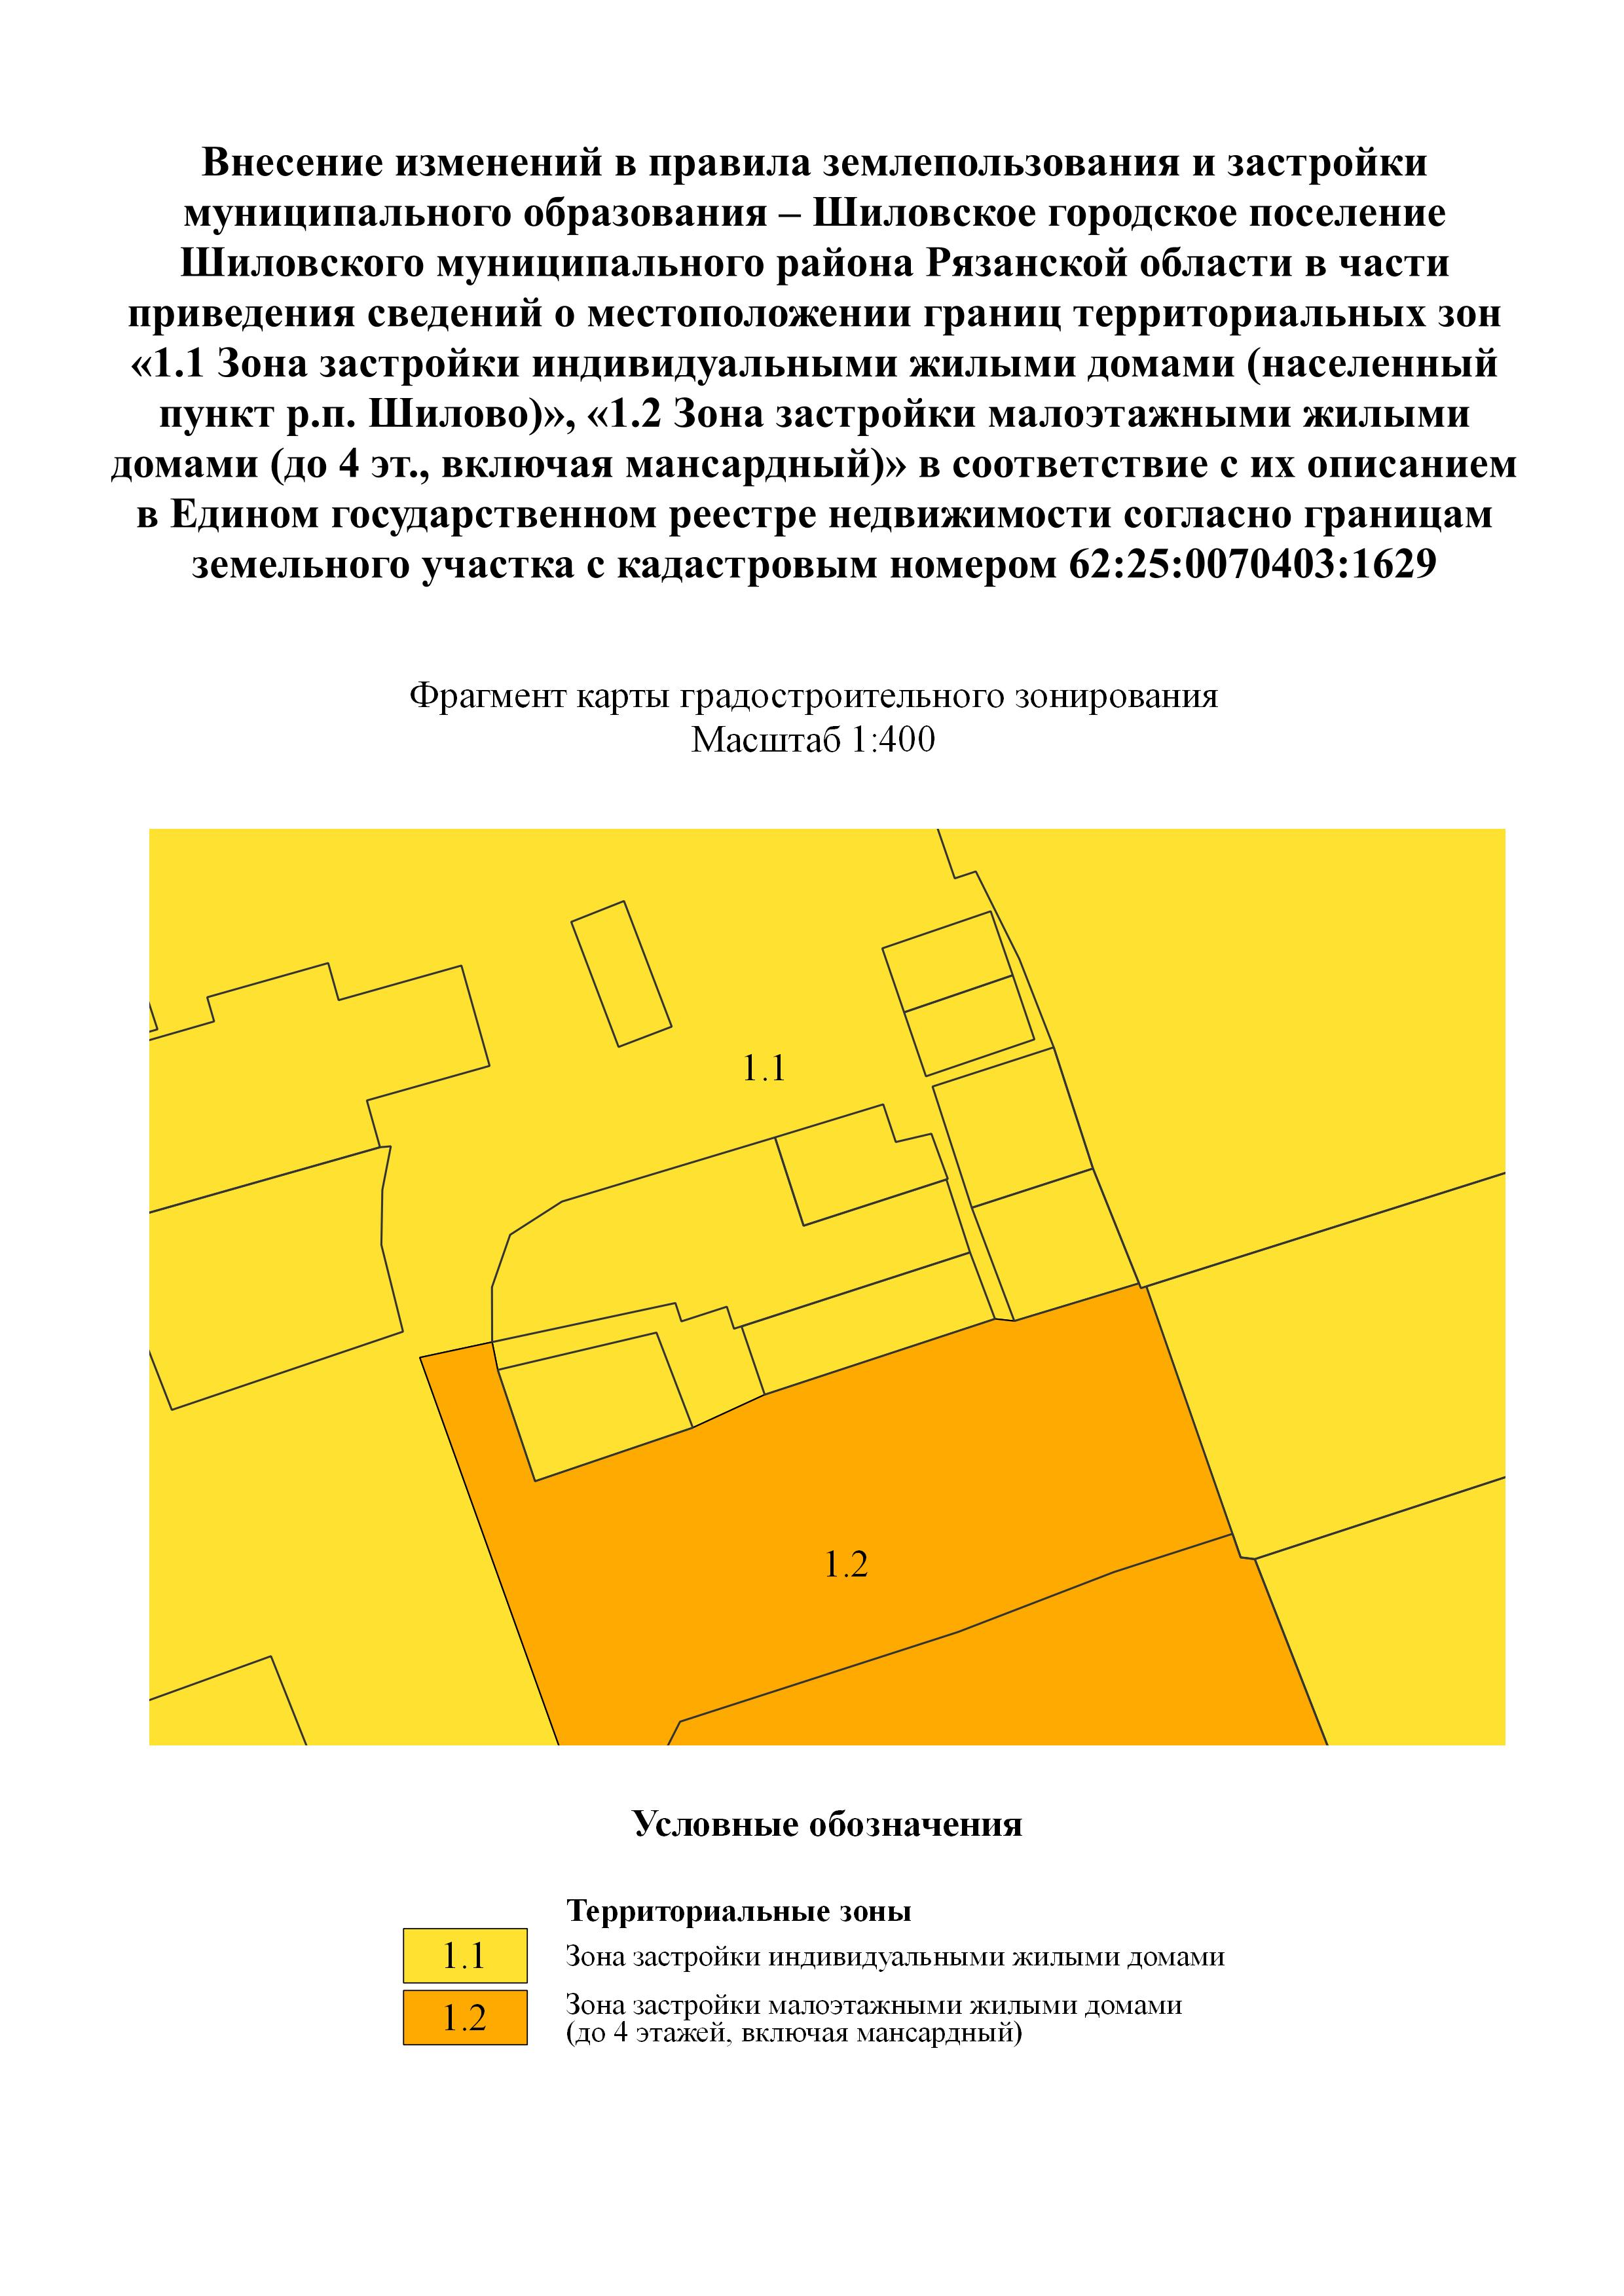 Внесение изменений в правила землепользования и застройки
муниципального образования – Шиловское городское поселение
Шиловского муниципального района Рязанской области в части
приведения сведений о местоположении границ территориальных зон
«1.1 Зона застройки индивидуальными жилыми домами (населенный
пункт р.п. Шилово)», «1.2 Зона застройки малоэтажными жилыми
домами (до 4 эт., включая мансардный)» в соответствие с их описанием
в Едином государственном реестре недвижимости согласно границам
земельного участка с кадастровым номером 62:25:0070403:1629
Фрагмент карты градостроительного зонирования
Масштаб 1:400
1.1
1.2
Условные обозначения
Территориальные зоны
1.1 Зона застройки индивидуальными жилыми домами
1.2 Зона застройки малоэтажными жилыми домами
(до 4 этажей, включая мансардный)